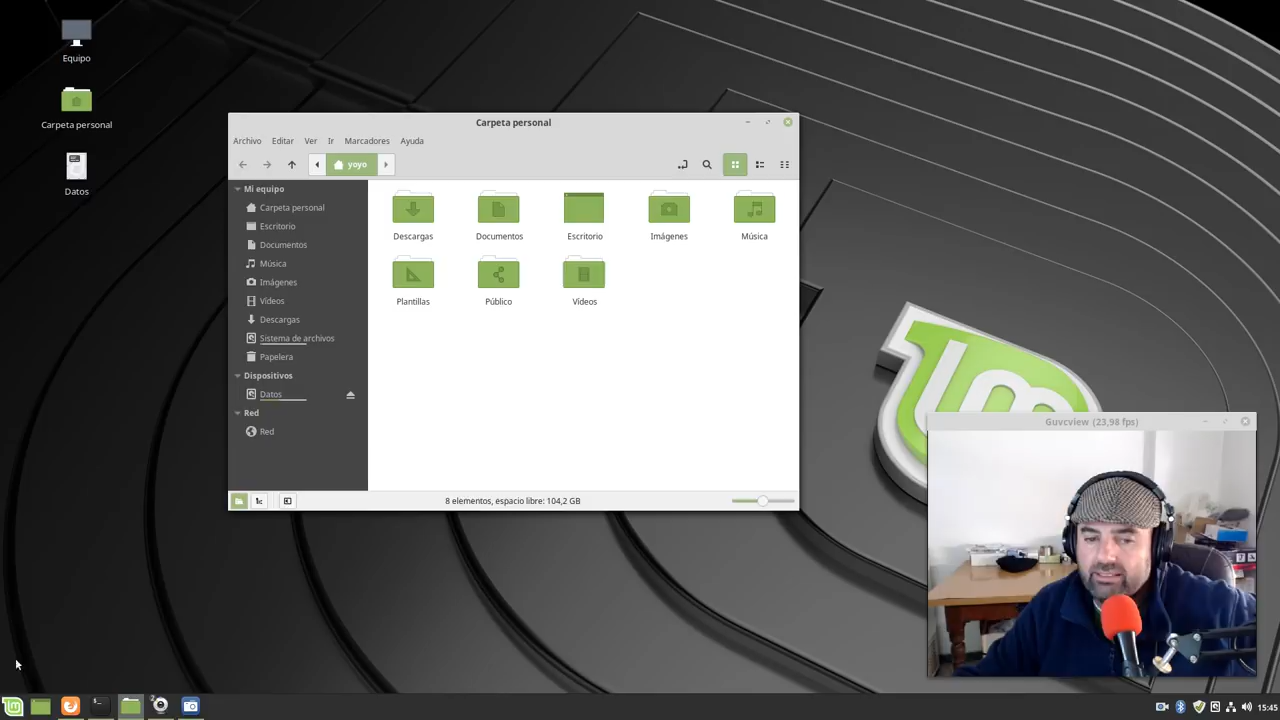 Equipo
Carpeta personal
Datos
Carpeta personal
Archivo Editar Ver Ir Marcadores Ayuda
yoyo
Mi equipo
Carpeta personal
Escritorio
Documentos
Música
Imágenes
Vídeos
Descargas
Sistema de archivos
Papelera
Dispositivos
Datos
Red
Red
Descargas Documentos Escritorio Imágenes Música
Plantillas Público Vídeos
8 elementos, espacio libre: 104,2 GB
Guvcview (23,98 fps)
2
15:45